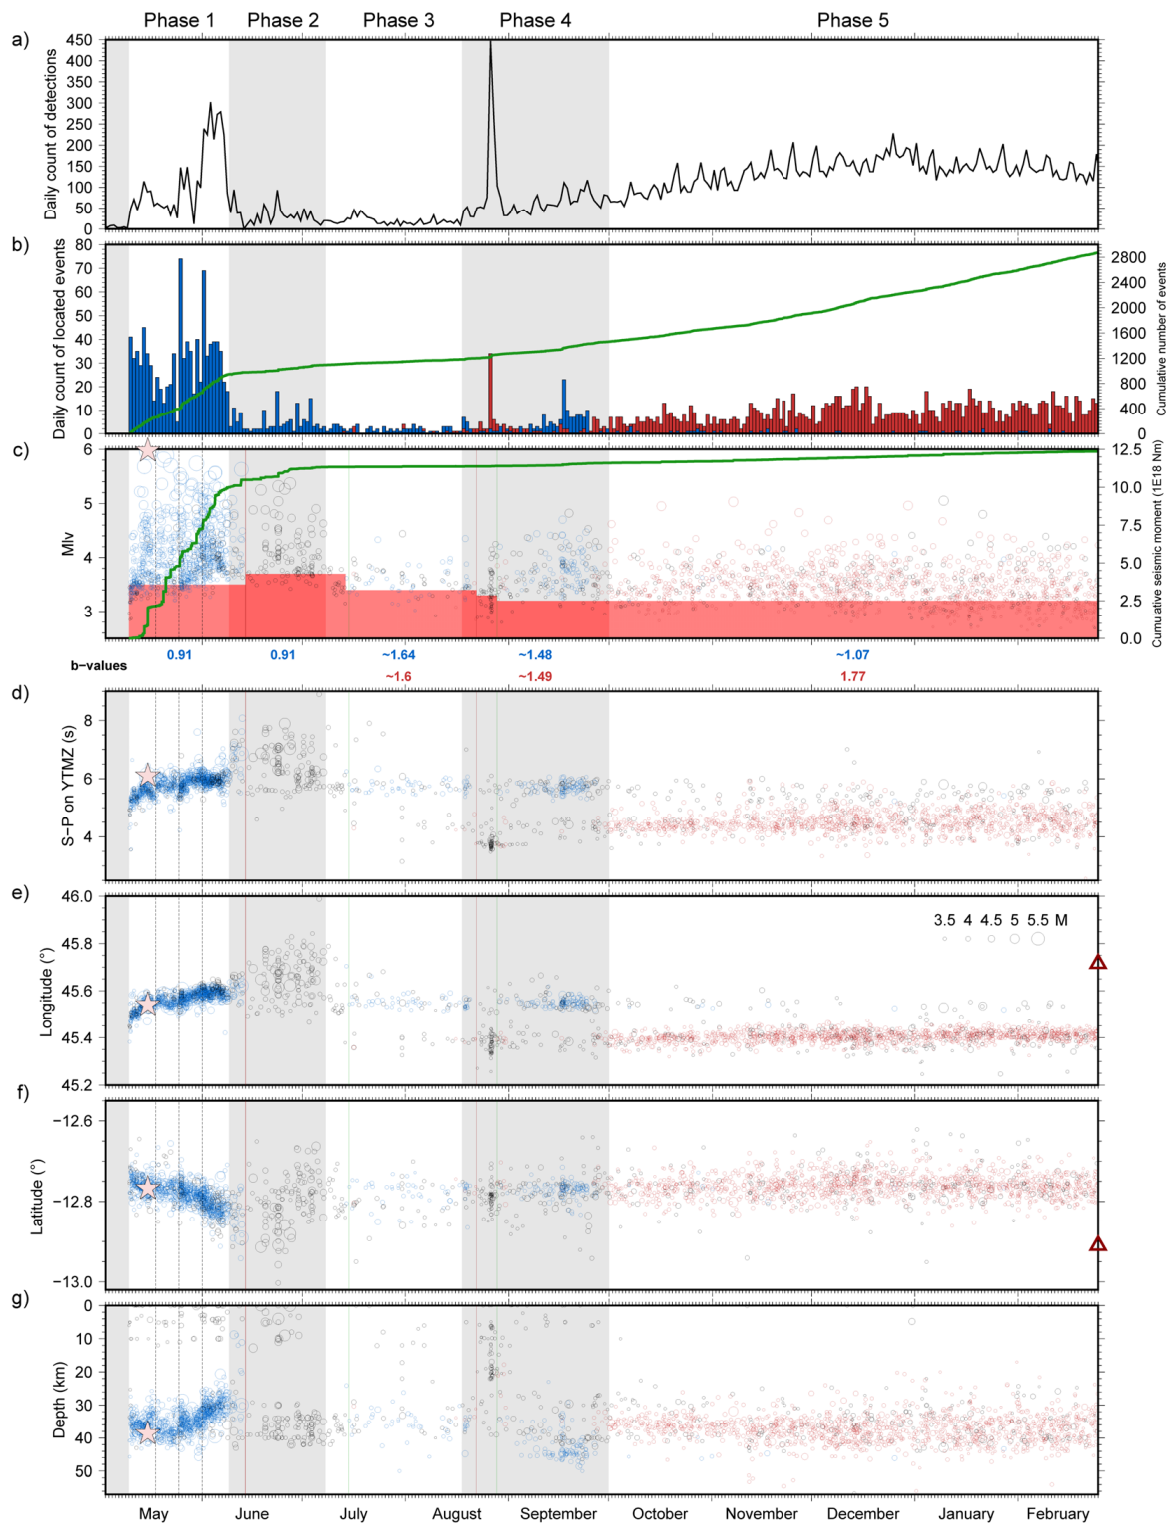 Phase 1 Phase 2 Phase 3 Phase 4 Phase 5
a)
Daily count of detections
450
400
350
300
250
200
150
100
50
0
b)
Daily count of located events
80
70
60
50
40
30
20
10
0
2800
2400
2000
1600
1200
800
400
0
Cumulative number of events
c)
Mlv
6
5
4
3
12.5
10.0
7.5
5.0
2.5
0.0
Cumuative seismic moment (1E18 Nm)
b−values
0.91 0.91 ~1.64 ~1.48 ~1.07
~1.6 ~1.49 1.77
d)
S−P on YTMZ (s)
8
6
4
e)
Longitude (°)
46.0
45.8
45.6
45.4
45.2
3.5 4 4.5 5 5.5 M
f)
Latitude (°)
−12.6
−12.8
−13.0
g)
Depth (km)
0
10
20
30
40
50
May June July August September October November December January February